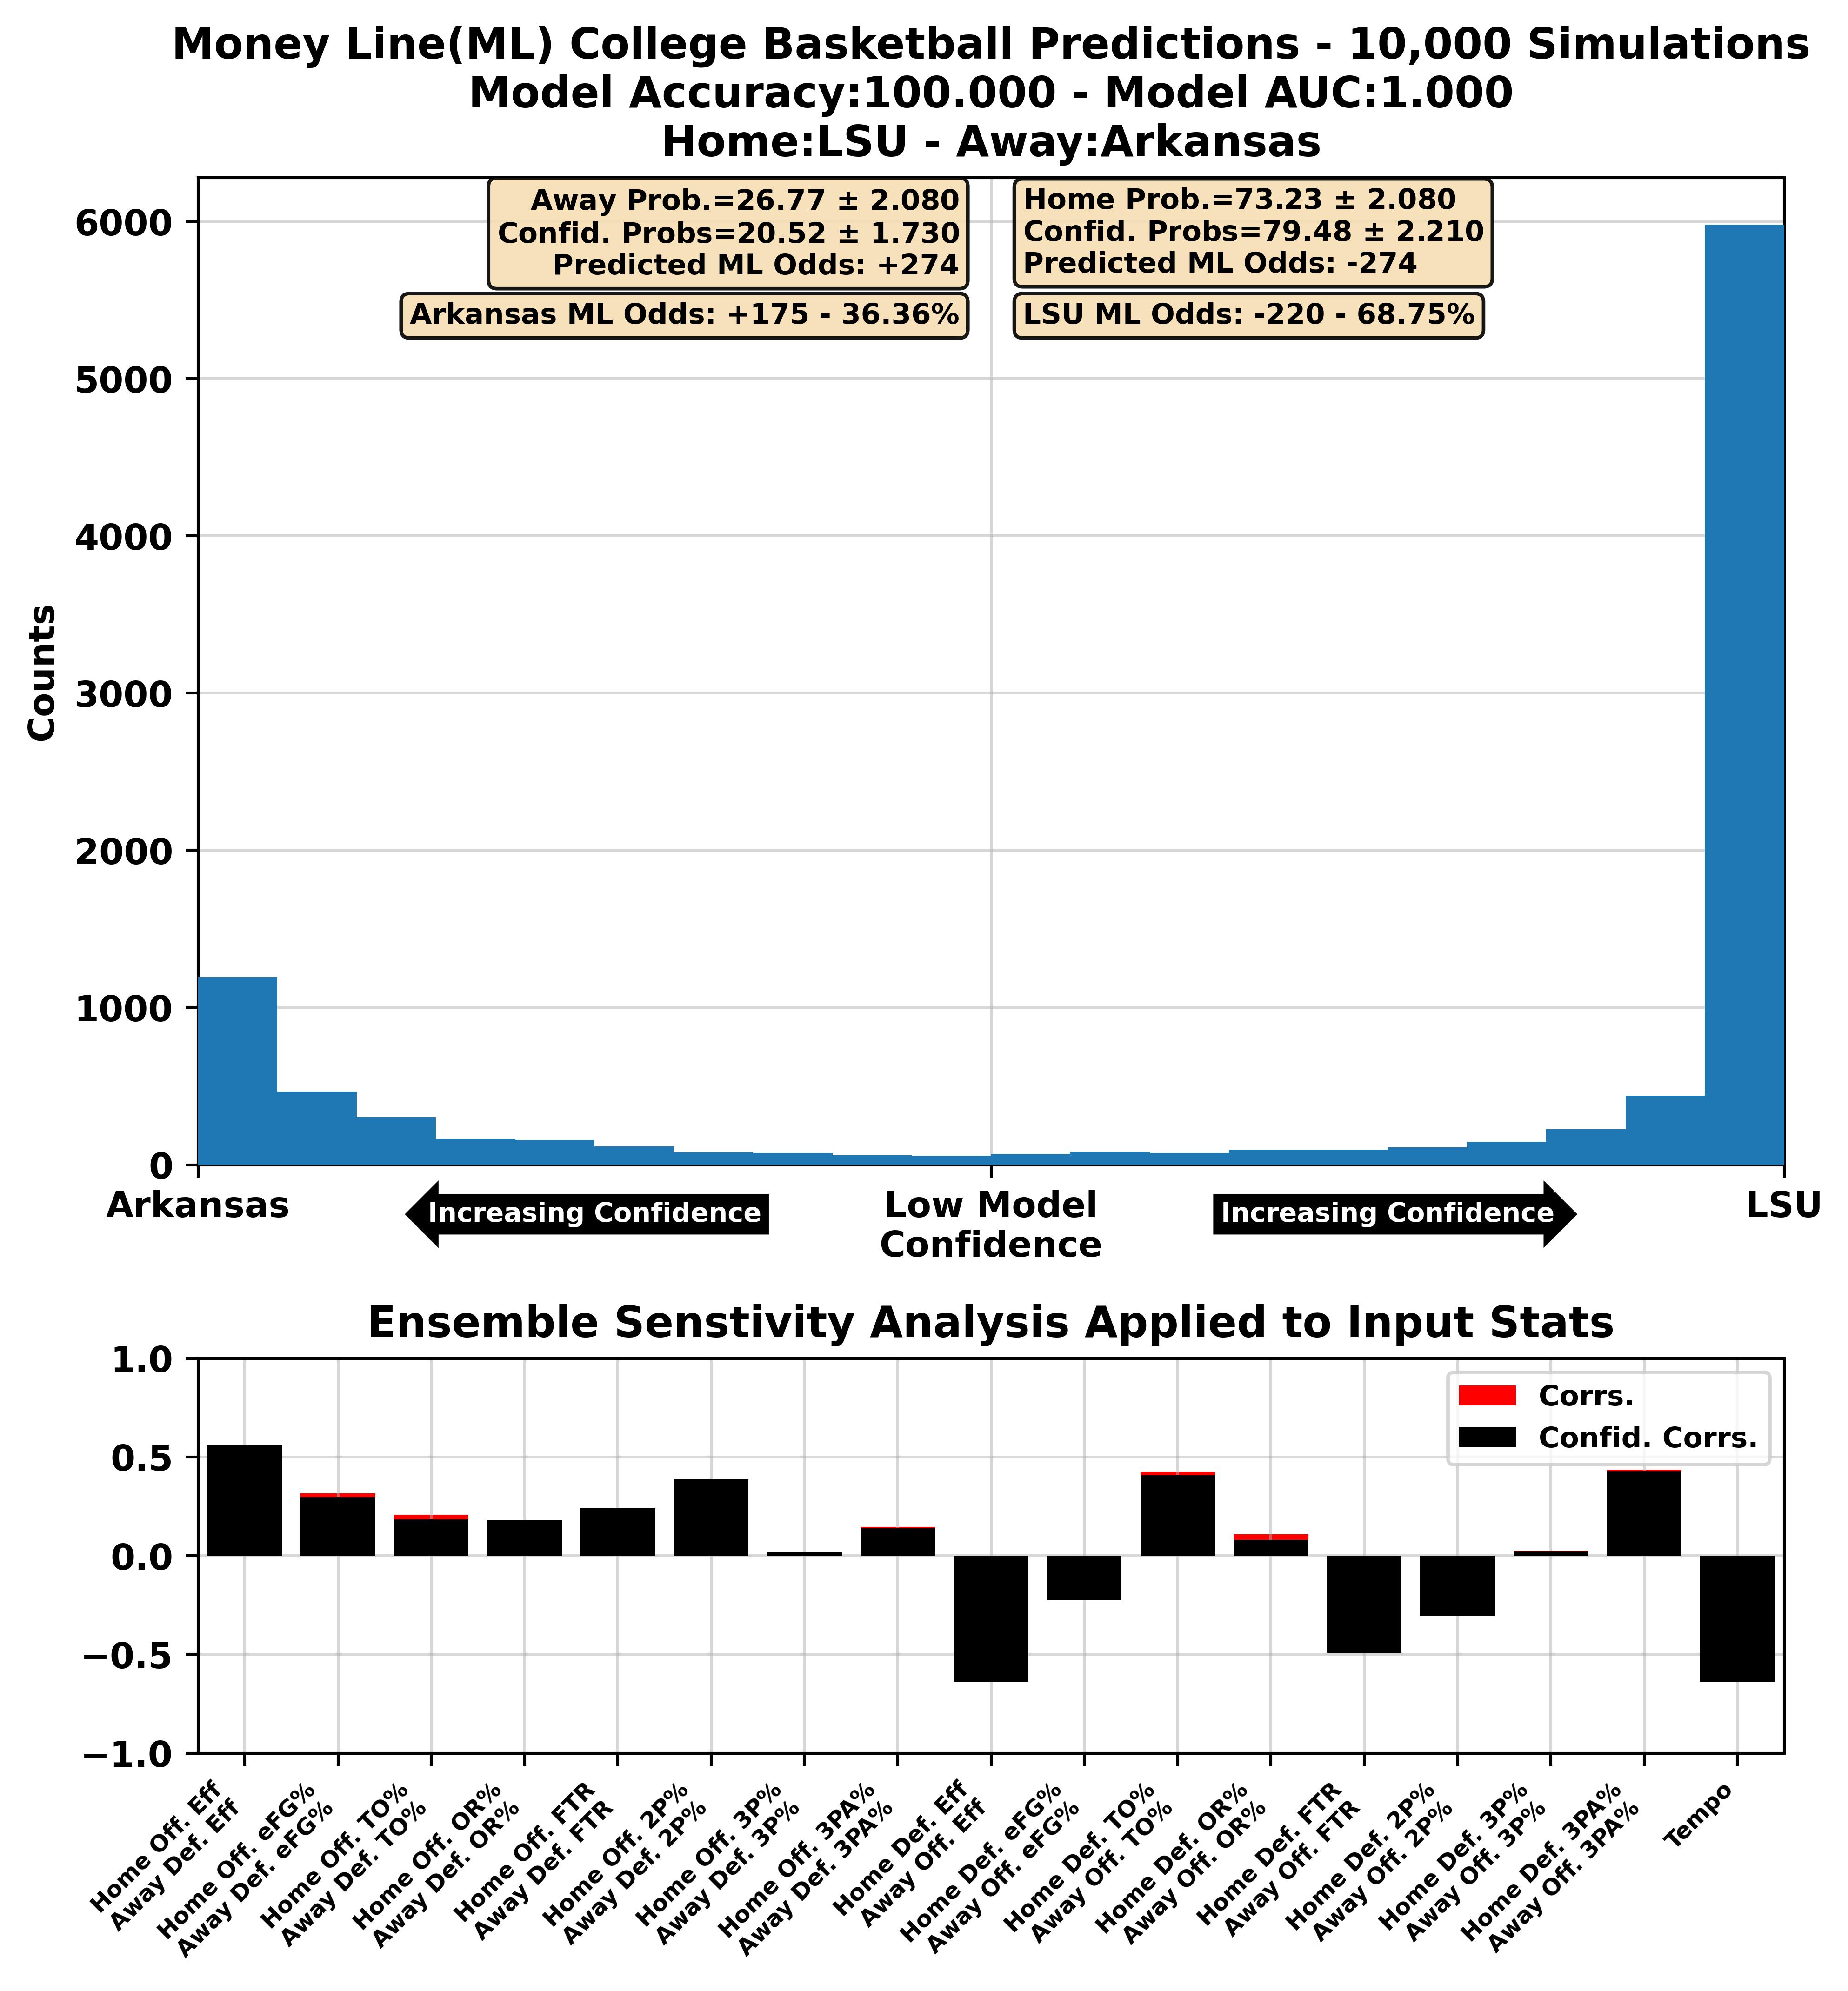 Money Line(ML) College Basketball Predictions - 10,000 Simulations
Model Accuracy:100.000 - Model AUC:1.000
Home:LSU - Away:Arkansas
Away Prob.=26.77 ± 2.080
Confid. Probs=20.52 ± 1.730
Predicted ML Odds: +274
Home Prob.=73.23 ± 2.080
Confid. Probs=79.48 ± 2.210
Predicted ML Odds: -274
Arkansas ML Odds: +175 - 36.36%
LSU ML Odds: -220 - 68.75%
6000
5000
4000
3000
2000
1000
0
Counts
Arkansas
Increasing Confidence
Low Model
Confidence
Increasing Confidence
LSU
Ensemble Senstivity Analysis Applied to Input Stats
1.0
0.5
0.0
−0.5
−1.0
Corrs.
Confid. Corrs.
Home Off. Eff
Away Def. Eff
Home Off. eFG%
Away Def. eFG%
Home Off. TO%
Away Def. TO%
Home Off. OR%
Away Def. OR%
Home Off. FTR
Away Def. FTR
Home Off. 2P%
Away Def. 2P%
Home Off. 3P%
Away Def. 3P%
Home Off. 3PA%
Away Def. 3PA%
Home Def. Eff
Away Off. Eff
Home Def. eFG%
Away Off. eFG%
Home Def. TO%
Away Off. TO%
Home Def. OR%
Away Off. OR%
Home Def. FTR
Away Off. FTR
Home Def. 2P%
Away Off. 2P%
Home Def. 3P%
Away Off. 3P%
Home Def. 3PA%
Away Off. 3PA%
Tempo